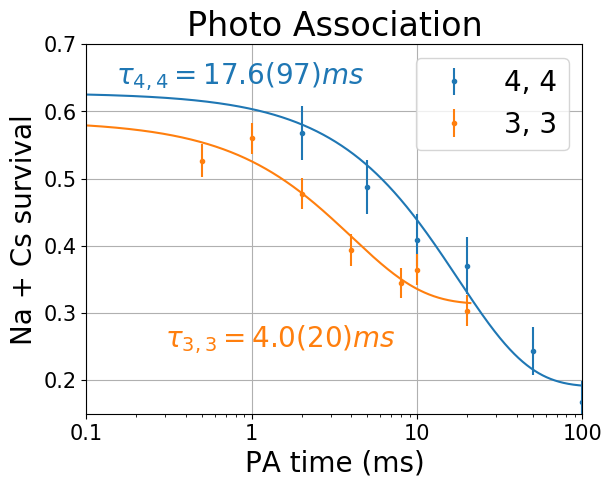 Photo Association
τ4,4 = 17.6(97)ms
4, 4
3, 3
τ3,3 = 4.0(20)ms
Na + Cs survival
0.7
0.6
0.5
0.4
0.3
0.2
0.1
1
10
100
PA time (ms)